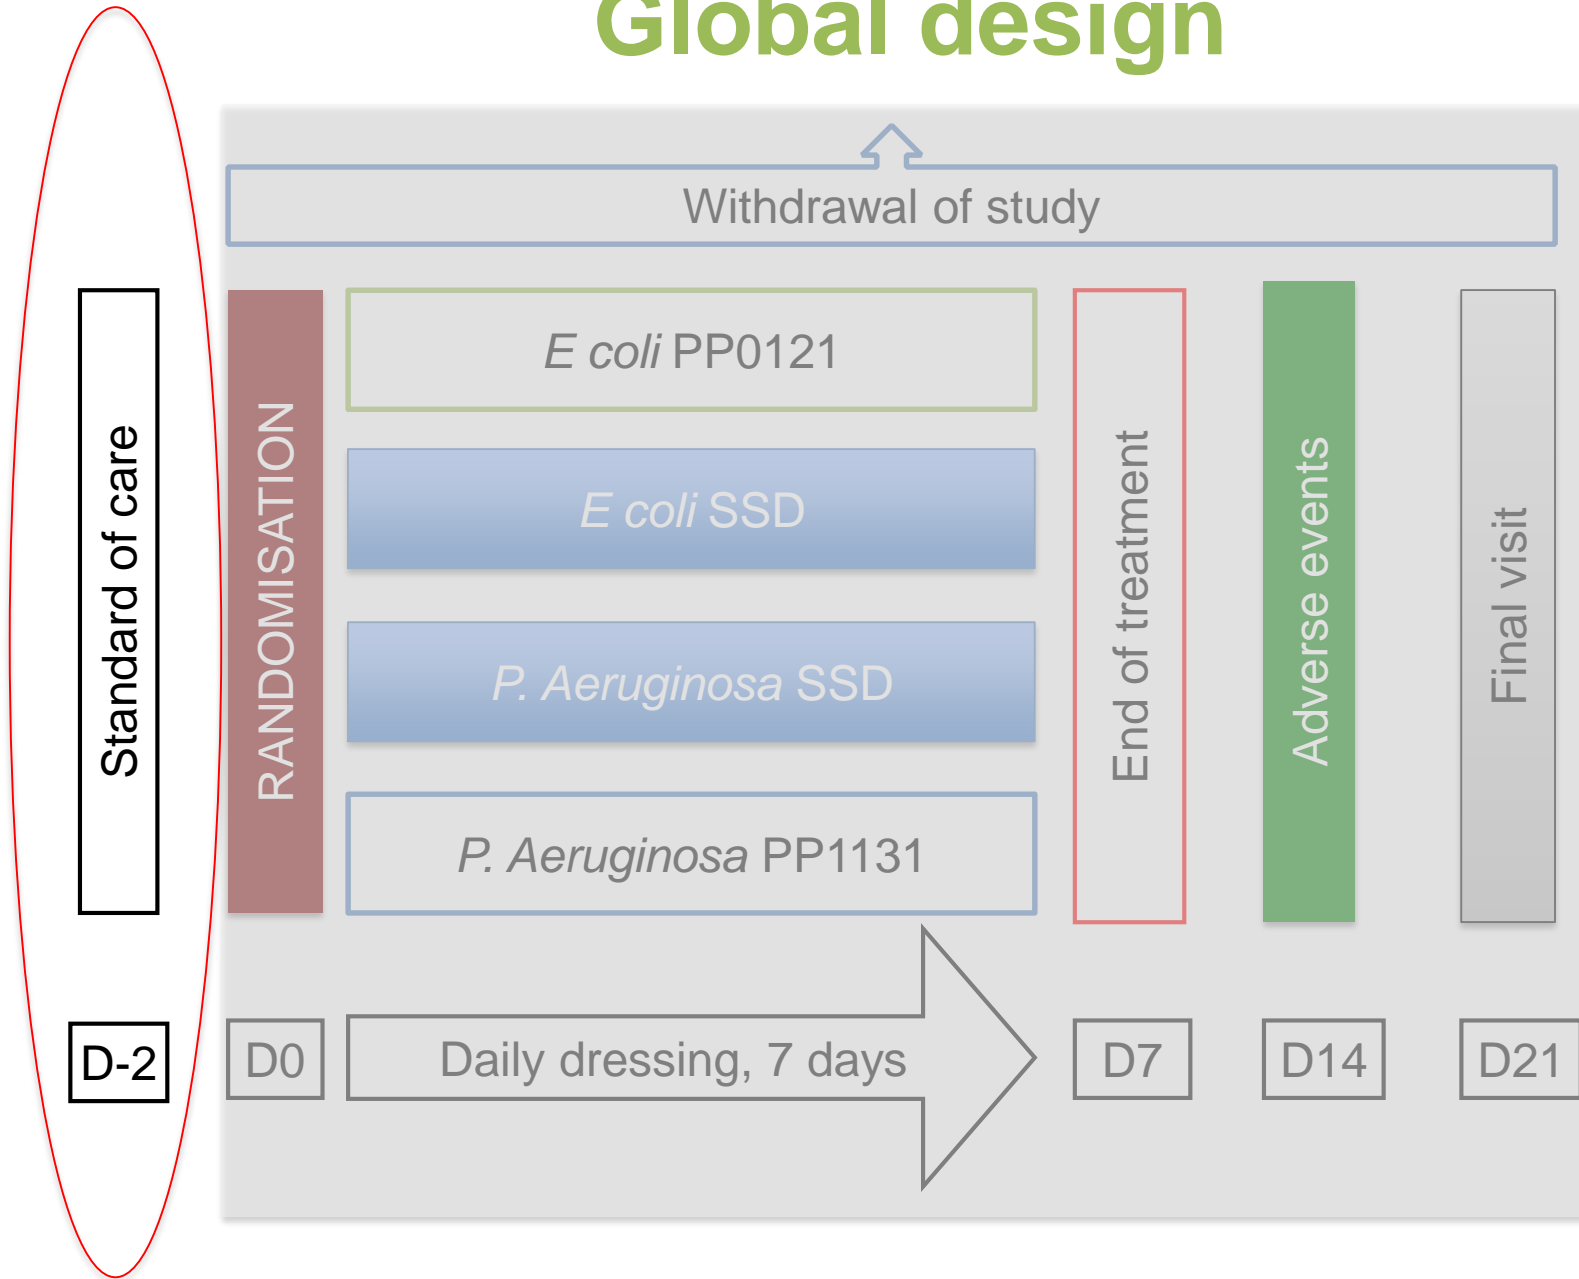 Global design
Withdrawal of study
Standard of care
RANDOMISATION
E coli PP0121
E coli SSD
P. Aeruginosa SSD
P. Aeruginosa PP1131
End of treatment
Adverse events
Final visit
D-2
D0
Daily dressing, 7 days
D7
D14
D21